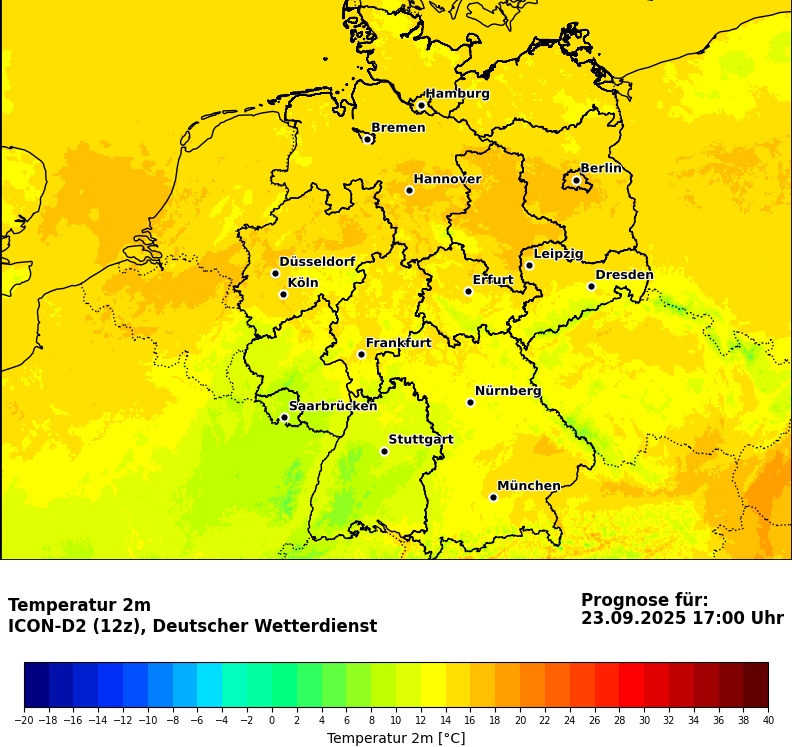 Hamburg
Bremen
Berlin
Hannover
Leipzig
Düsseldorf
Dresden
Erfurt
Köln
Frankfurt
Nürnberg
Saarbrücken
Stuttgart
München
Temperatur 2m
ICON-D2 (12z), Deutscher Wetterdienst
Prognose für:
23.09.2025 17:00 Uhr
−20 −18 −16 −14 −12 −10 −8 −6 −4 −2 0 2 4 6 8 10 12 14 16 18 20 22 24 26 28 30 32 34 36 38 40
Temperatur 2m [°C]